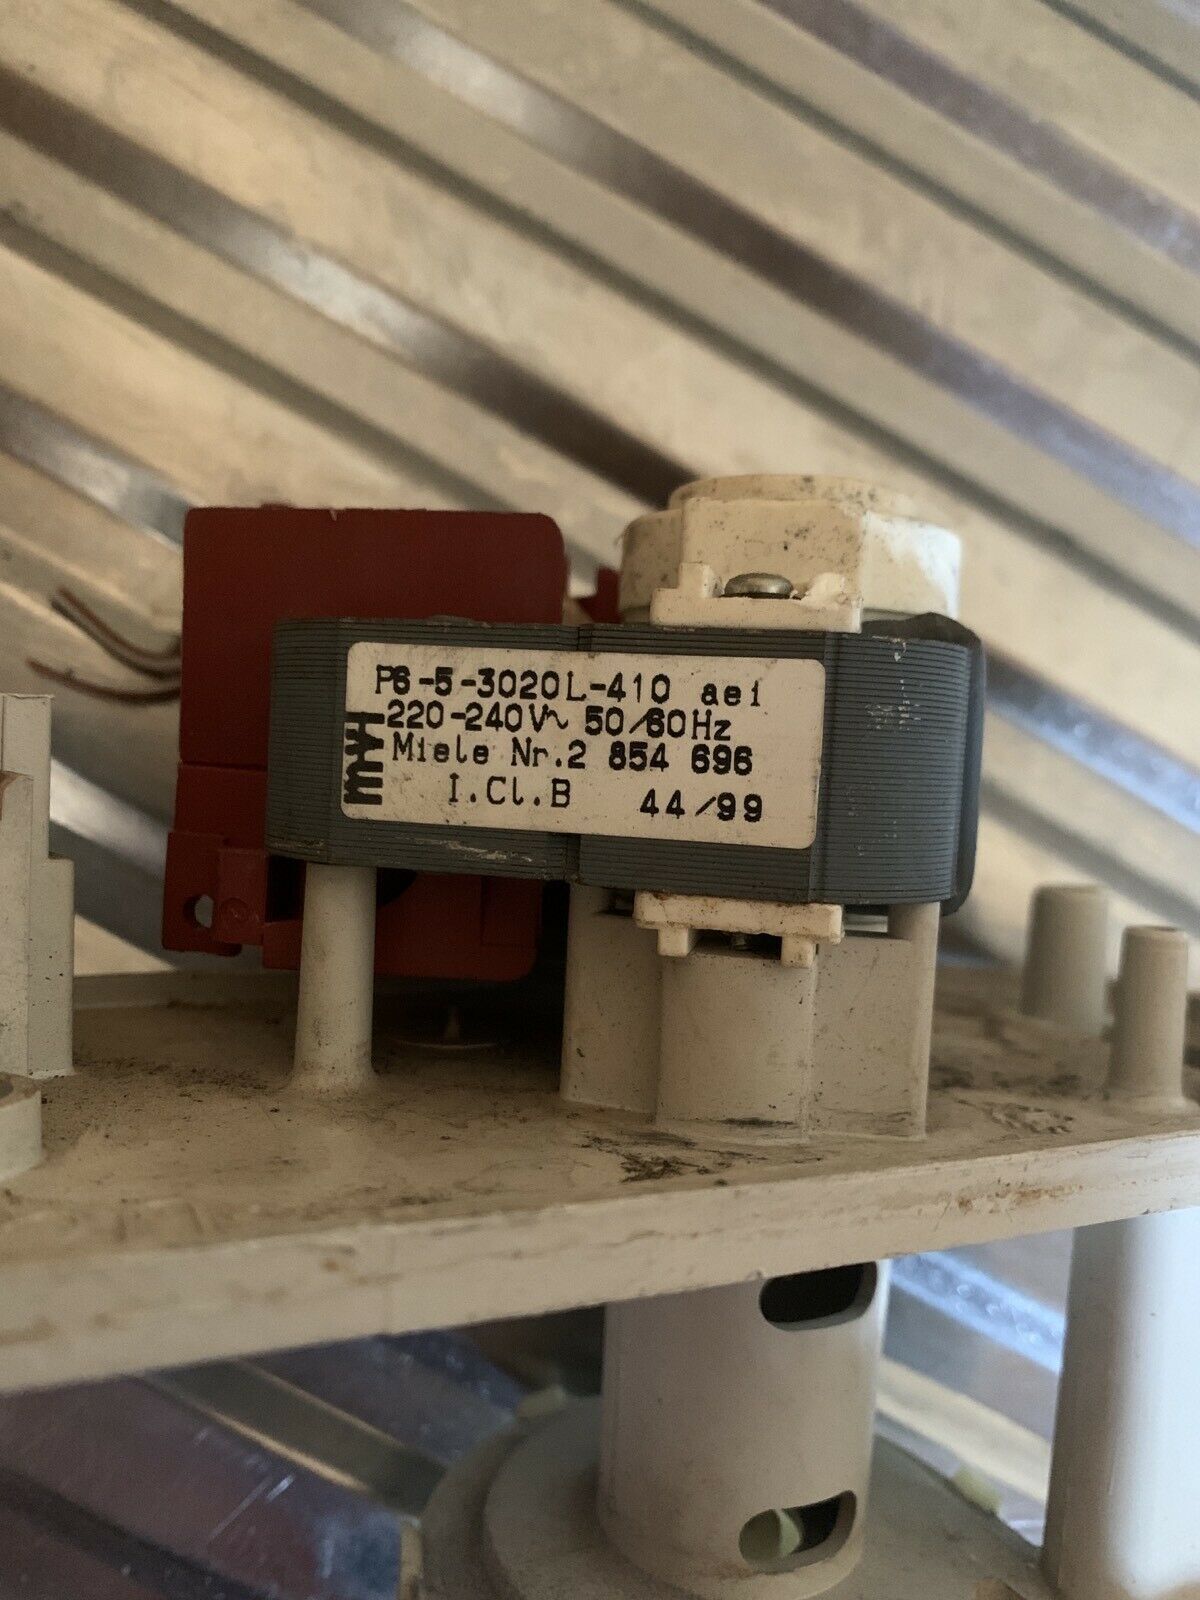 P6-5-3020L-410 aei
220-240V~ 50/60Hz
Miele Nr.2 854 696
I.Cl.B 44/99